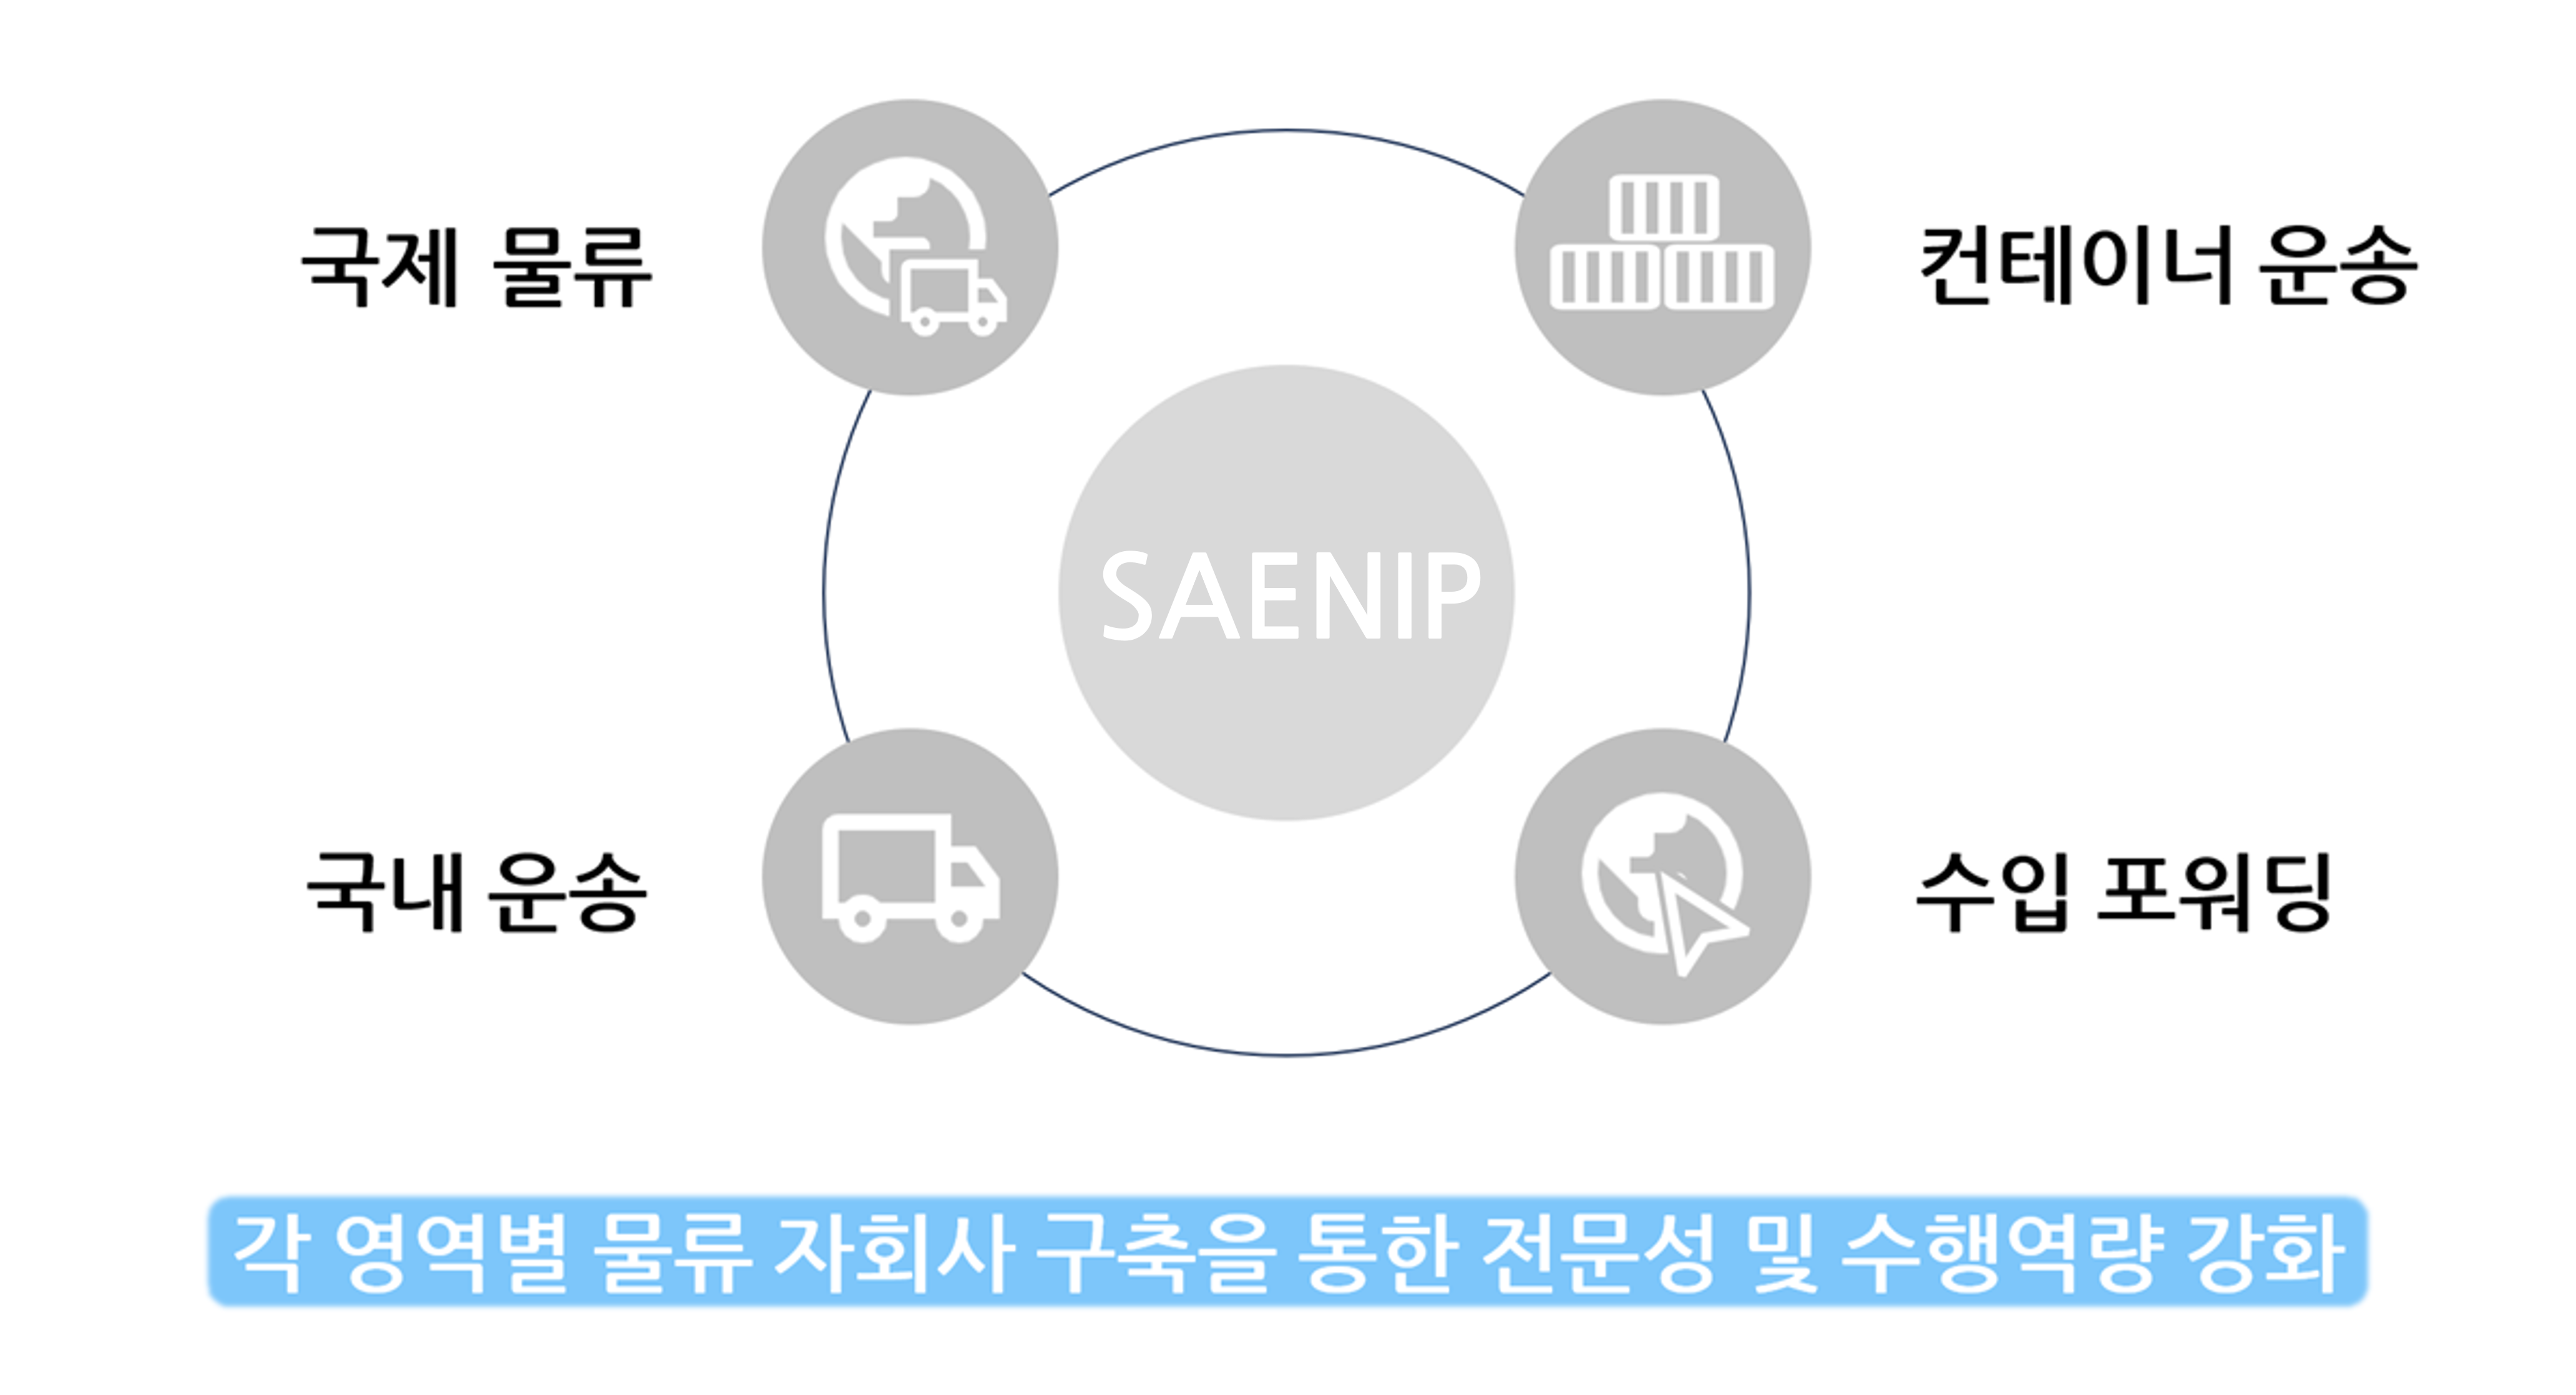 국제 물류
컨테이너 운송
SAENIP
국내 운송
수입 포워딩
각 영역별 물류 자회사 구축을 통한 전문성 및 수행역량 강화